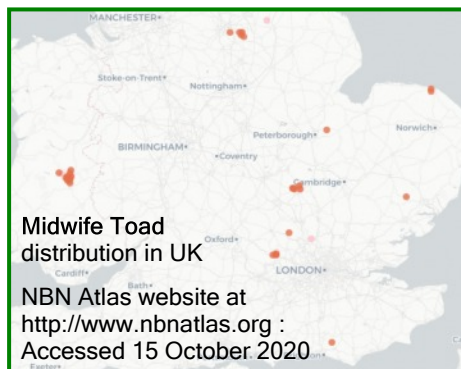 MANCHESTER
Stoke-on-Trent
Nottingham
Norwich
Peterborough
BIRMINGHAM
Coventry
Cambridge
Midwife Toad
distribution in UK
Oxford
LONDON
Cardiff
Bath
NBN Atlas website at
http://www.nbnatlas.org :
Accessed 15 October 2020
Exeter